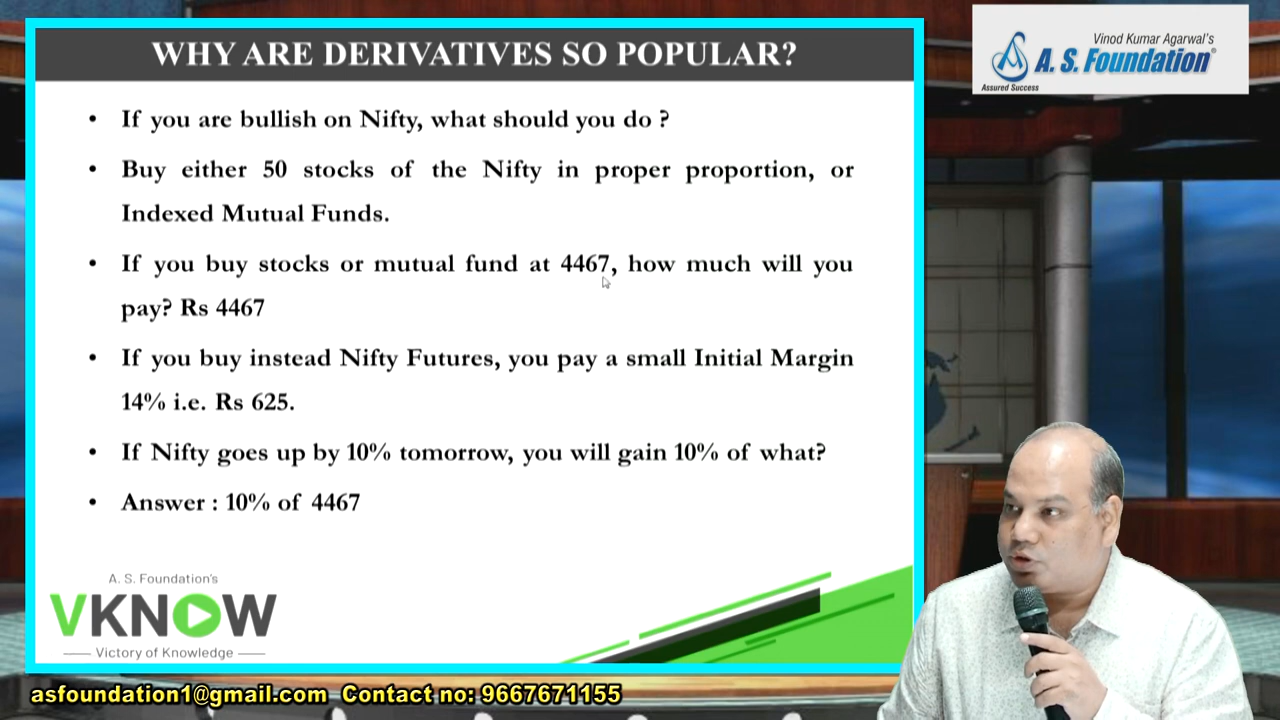 WHY ARE DERIVATIVES SO POPULAR?
Vinod Kumar Agarwal's
A. S. Foundation®
Assured Success
• If you are bullish on Nifty, what should you do ?
• Buy either 50 stocks of the Nifty in proper proportion, or
Indexed Mutual Funds.
• If you buy stocks or mutual fund at 4467, how much will you
pay? Rs 4467
• If you buy instead Nifty Futures, you pay a small Initial Margin
14% i.e. Rs 625.
• If Nifty goes up by 10% tomorrow, you will gain 10% of what?
• Answer : 10% of 4467
A. S. Foundation's
VKNOW
Victory of Knowledge
asfoundation1@gmail.com Contact no: 9667671155